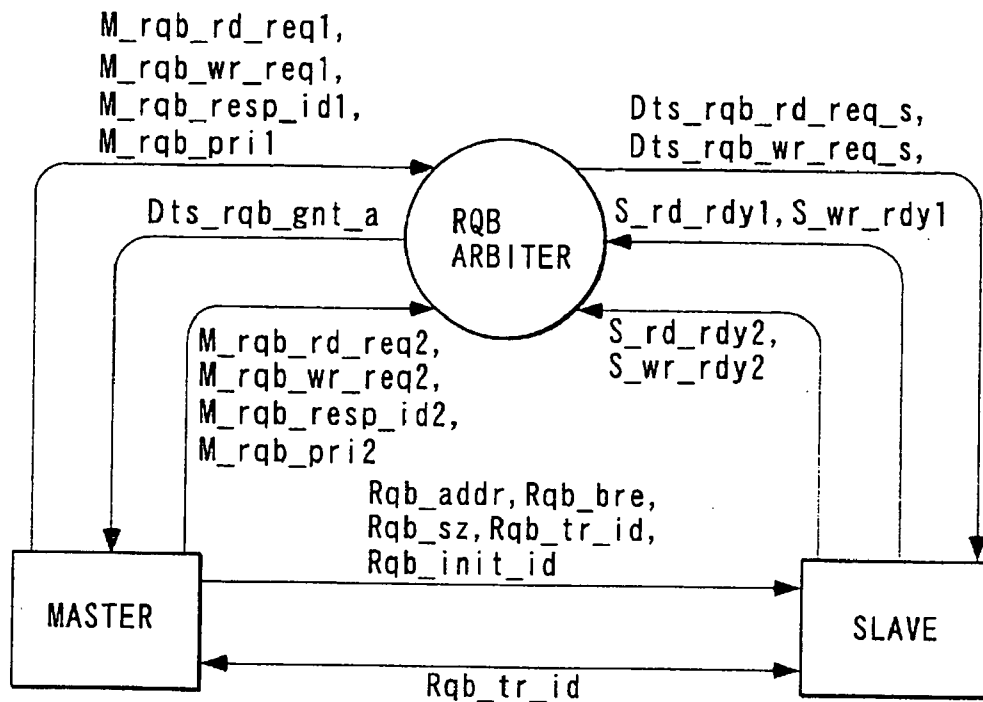 M_rqb_rd_req1,
M_rqb_wr_req1,
M_rqb_resp_id1,
M_rqb_pri1
Dts_rqb_rd_req_s,
Dts_rqb_wr_req_s,
Dts_rqb_gnt_a
RQB
ARBITER
S_rd_rdy1, S_wr_rdy1
M_rqb_rd_req2,
M_rqb_wr_req2,
M_rqb_resp_id2,
M_rqb_pri2
S_rd_rdy2,
S_wr_rdy2
Rqb_addr, Rqb_bre,
Rqb_sz, Rqb_tr_id,
Rqb_init_id
MASTER
SLAVE
Rqb_tr_id